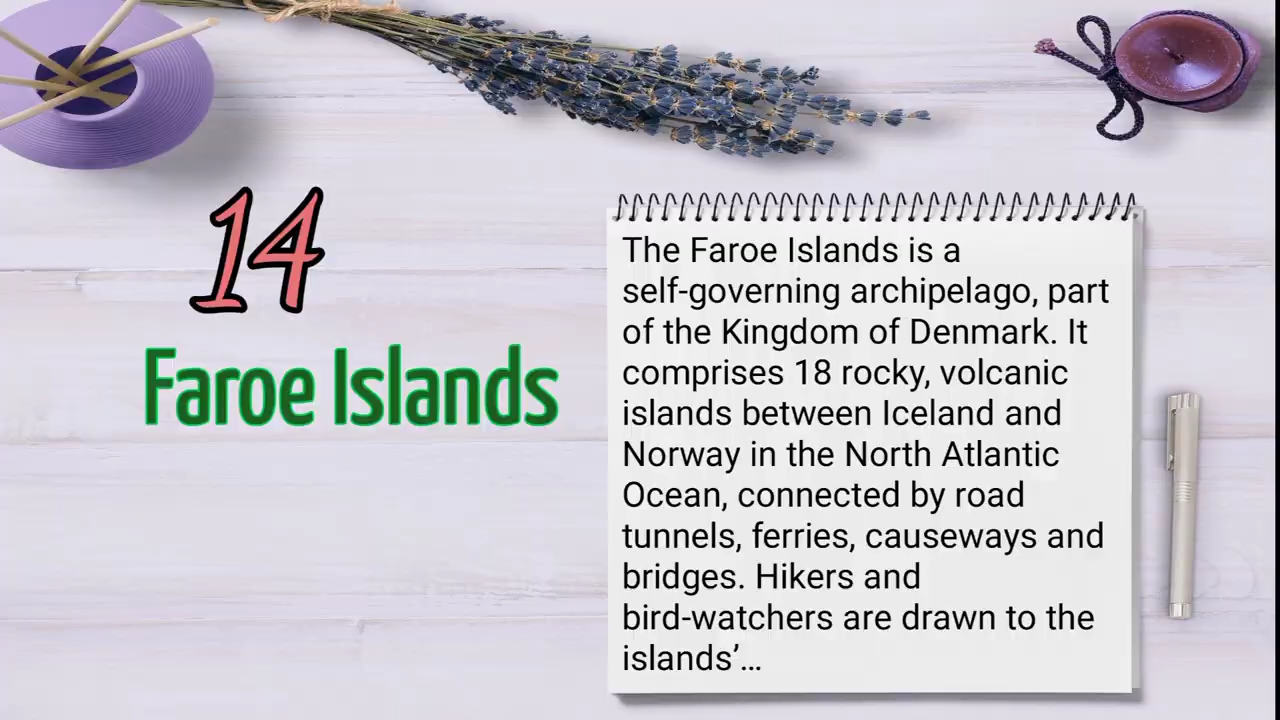 14
Faroe Islands
The Faroe Islands is a
self-governing archipelago, part
of the Kingdom of Denmark. It
comprises 18 rocky, volcanic
islands between Iceland and
Norway in the North Atlantic
Ocean, connected by road
tunnels, ferries, causeways and
bridges. Hikers and
bird-watchers are drawn to the
islands’…